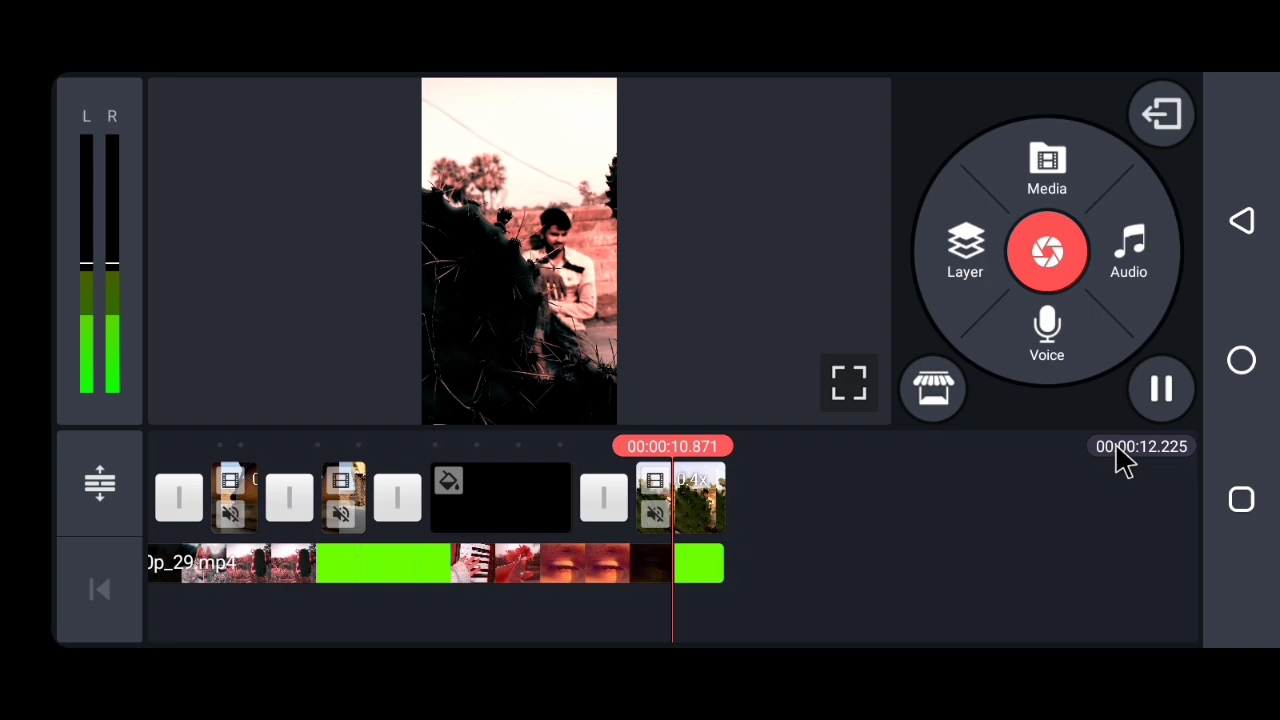 L R
Media
Layer
Audio
Voice
00:00:10.871
00:00:12.225
0.4x
0p_29.mp4